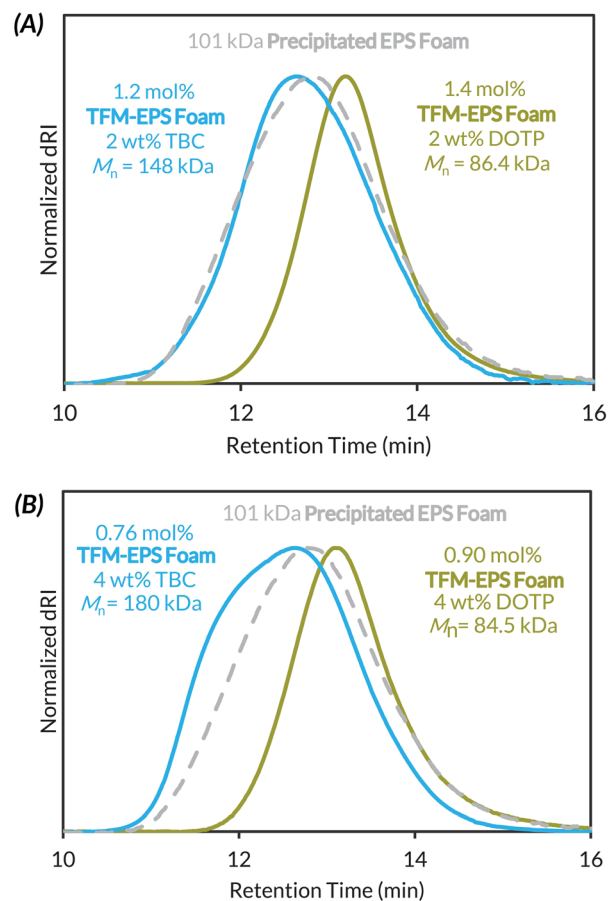 (A)
101 kDa Precipitated EPS Foam
1.2 mol%
TFM-EPS Foam
2 wt% TBC
Mn = 148 kDa
1.4 mol%
TFM-EPS Foam
2 wt% DOTP
Mn = 86.4 kDa
Normalized dRI
10 12 14 16
Retention Time (min)
(B)
101 kDa Precipitated EPS Foam
0.76 mol%
TFM-EPS Foam
4 wt% TBC
Mn = 180 kDa
0.90 mol%
TFM-EPS Foam
4 wt% DOTP
Mn = 84.5 kDa
Normalized dRI
10 12 14 16
Retention Time (min)